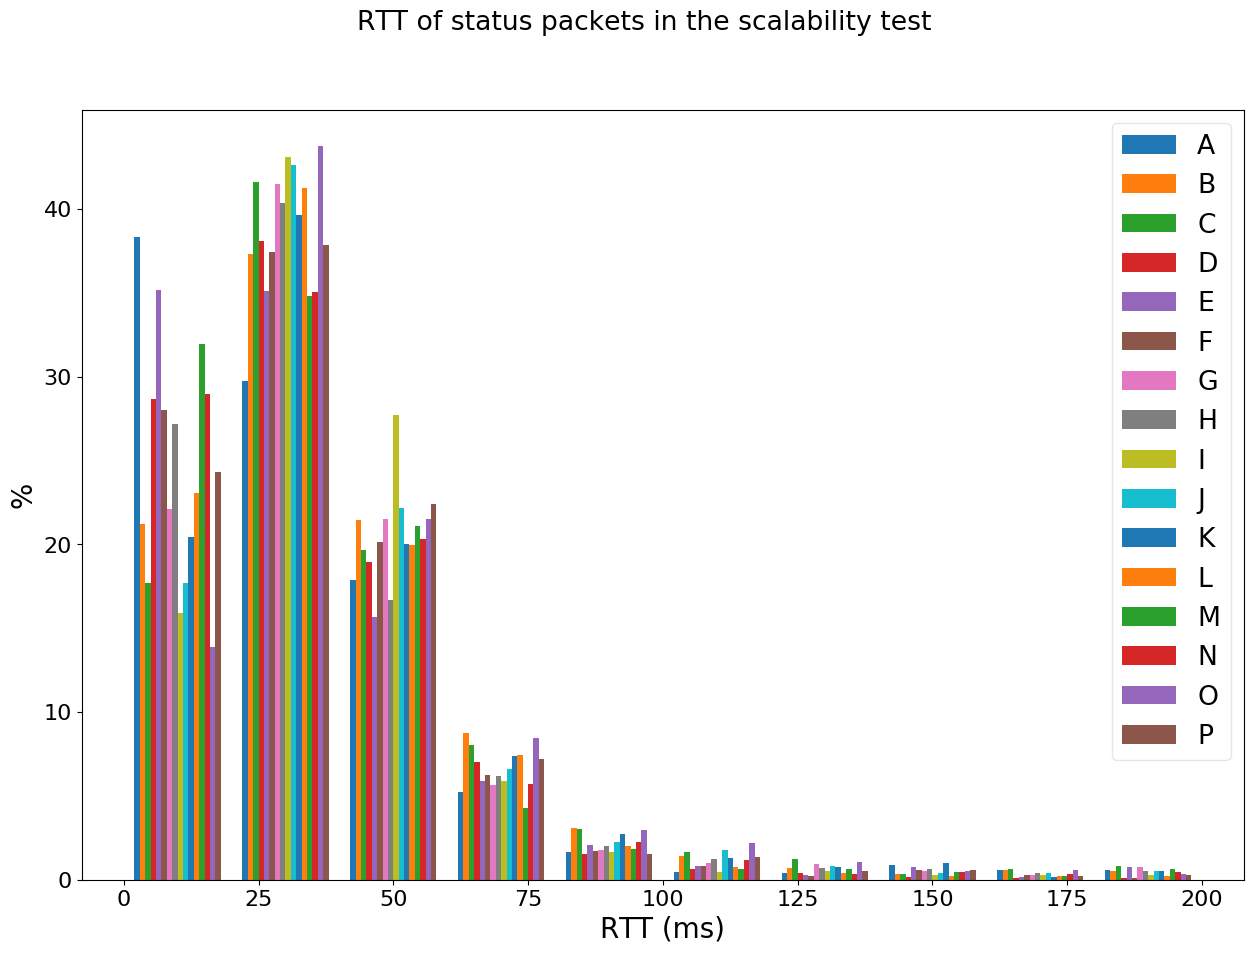 RTT of status packets in the scalability test
%
40
30
20
10
0
0 25 50 75 100 125 150 175 200
RTT (ms)
A
B
C
D
E
F
G
H
I
J
K
L
M
N
O
P